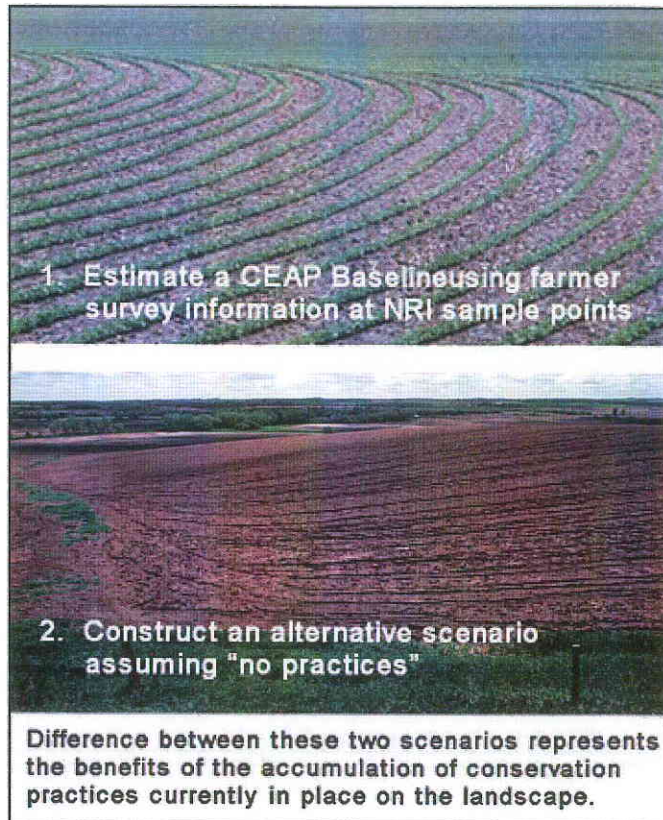 1. Estimate a CEAP Baselineusing farmer
survey information at NRI sample points
2. Construct an alternative scenario
assuming "no practices"
Difference between these two scenarios represents
the benefits of the accumulation of conservation
practices currently in place on the landscape.